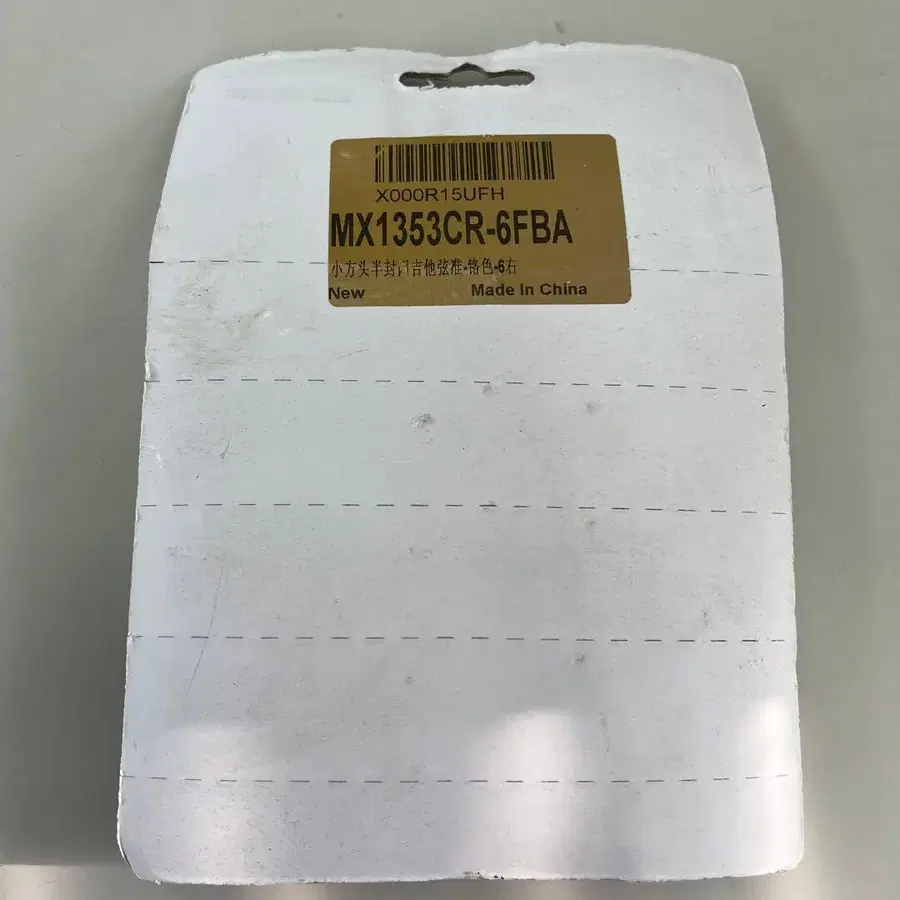 X000R15UFH
MX1353CR-6FBA
小方头半封 吉他弦准-铬色-6右
New Made In China